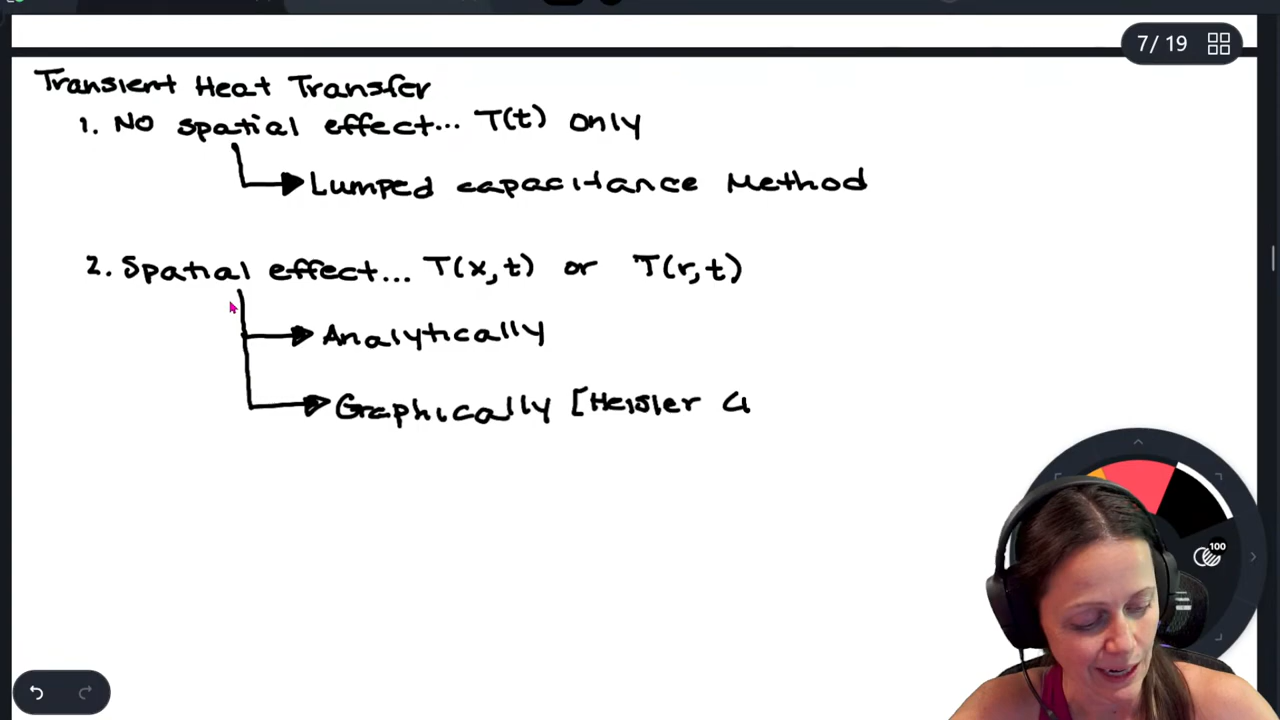 7/19
Transient Heat Transfer
1. No spatial effect... T(t) only
Lumped capacitance Method
2. Spatial effect... T(x,t) or T(r,t)
Analytically
Graphically [Heisler
100